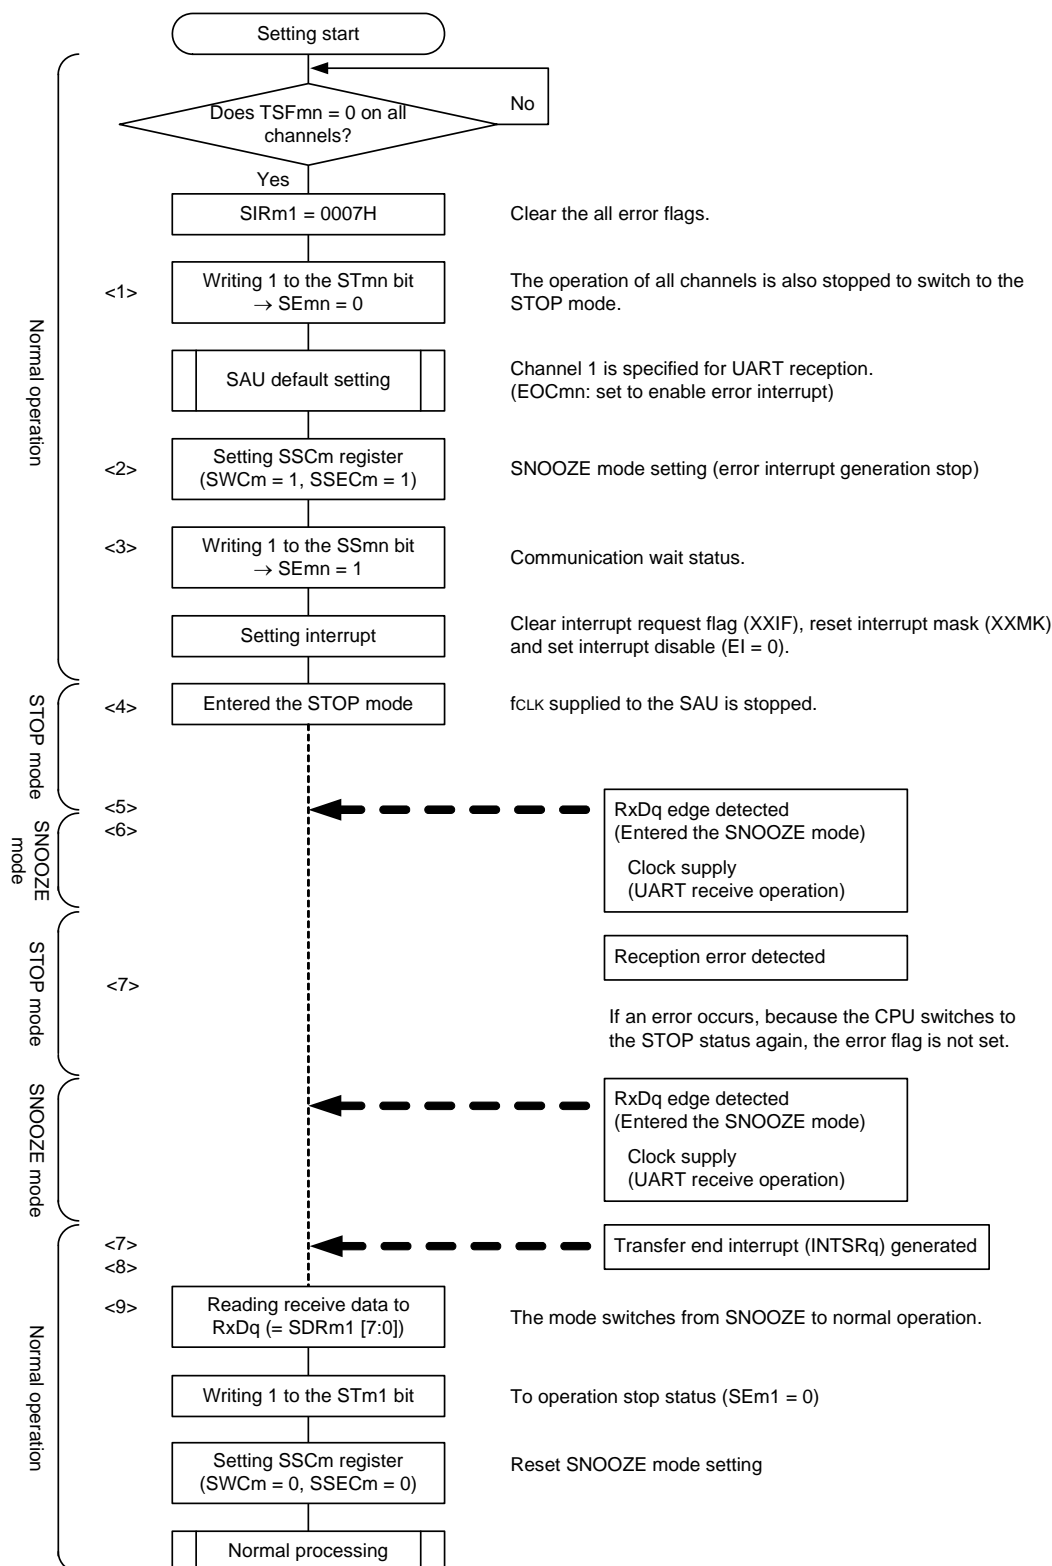 Setting start
Does TSFmn = 0 on all
channels?
No
Yes
SIRm1 = 0007H
Clear the all error flags.
<1>
Writing 1 to the STmn bit
→ SEmn = 0
The operation of all channels is also stopped to switch to the
STOP mode.
Normal operation
SAU default setting
Channel 1 is specified for UART reception.
(EOCmn: set to enable error interrupt)
<2>
Setting SSCm register
(SWCm = 1, SSECm = 1)
SNOOZE mode setting (error interrupt generation stop)
<3>
Writing 1 to the SSmn bit
→ SEmn = 1
Communication wait status.
Setting interrupt
Clear interrupt request flag (XXIF), reset interrupt mask (XXMK)
and set interrupt disable (EI = 0).
STOP mode
<4>
Entered the STOP mode
fCLK supplied to the SAU is stopped.
<5>
<6>
SNOOZE
mode
RxDq edge detected
(Entered the SNOOZE mode)
Clock supply
(UART receive operation)
STOP mode
<7>
Reception error detected
If an error occurs, because the CPU switches to
the STOP status again, the error flag is not set.
SNOOZE mode
RxDq edge detected
(Entered the SNOOZE mode)
Clock supply
(UART receive operation)
<7>
<8>
Transfer end interrupt (INTSRq) generated
<9>
Reading receive data to
RxDq (= SDRm1 [7:0])
The mode switches from SNOOZE to normal operation.
Normal operation
Writing 1 to the STm1 bit
To operation stop status (SEm1 = 0)
Setting SSCm register
(SWCm = 0, SSECm = 0)
Reset SNOOZE mode setting
Normal processing